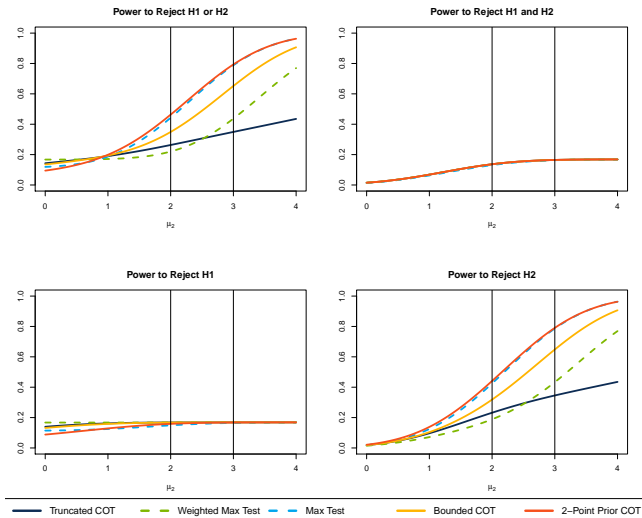 Power to Reject H1 or H2
Power to Reject H1 and H2
1.0
0.8
0.6
0.4
0.2
0.0
0 1 2 3 4
μ2
1.0
0.8
0.6
0.4
0.2
0.0
0 1 2 3 4
μ2
Power to Reject H1
Power to Reject H2
1.0
0.8
0.6
0.4
0.2
0.0
0 1 2 3 4
μ2
1.0
0.8
0.6
0.4
0.2
0.0
0 1 2 3 4
μ2
Truncated COT Weighted Max Test Max Test Bounded COT 2−Point Prior COT